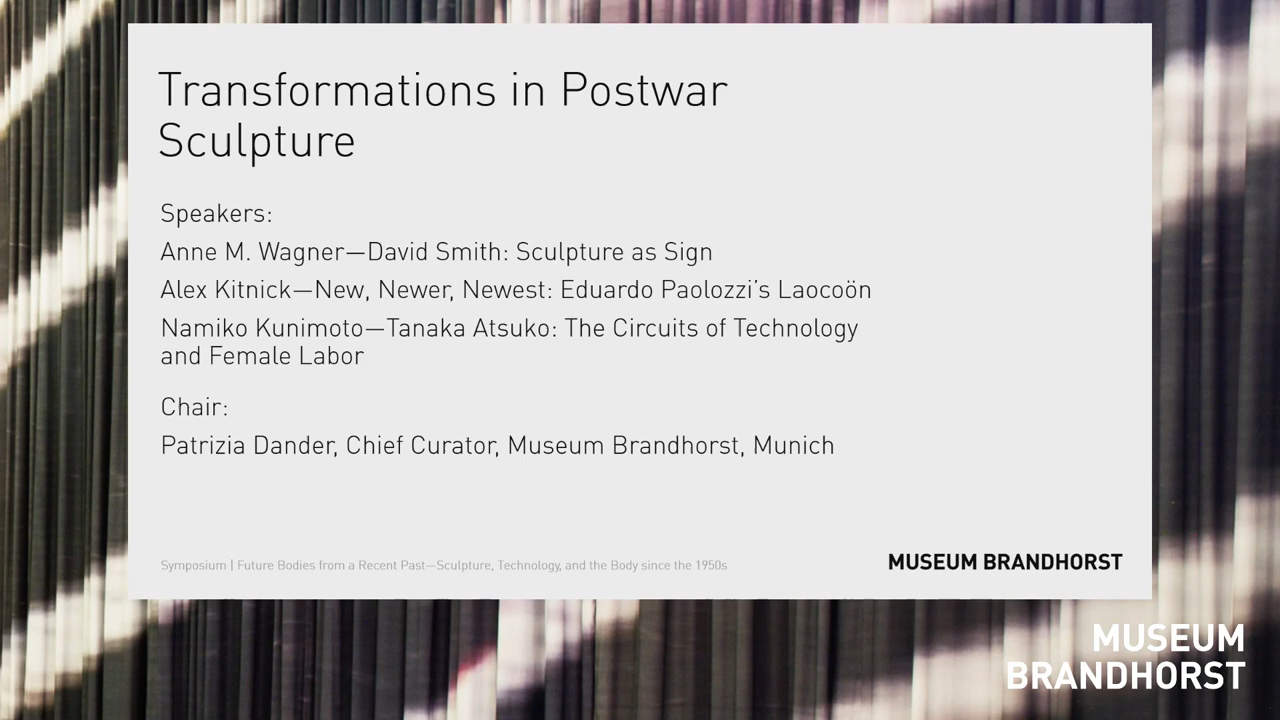 Transformations in Postwar
Sculpture
Speakers:
Anne M. Wagner—David Smith: Sculpture as Sign
Alex Kitnick—New, Newer, Newest: Eduardo Paolozzi's Laocoön
Namiko Kunimoto—Tanaka Atsuko: The Circuits of Technology
and Female Labor
Chair:
Patrizia Dander, Chief Curator, Museum Brandhorst, Munich
Symposium | Future Bodies from a Recent Past—Sculpture, Technology, and the Body since the 1950s
MUSEUM BRANDHORST
MUSEUM
BRANDHORST